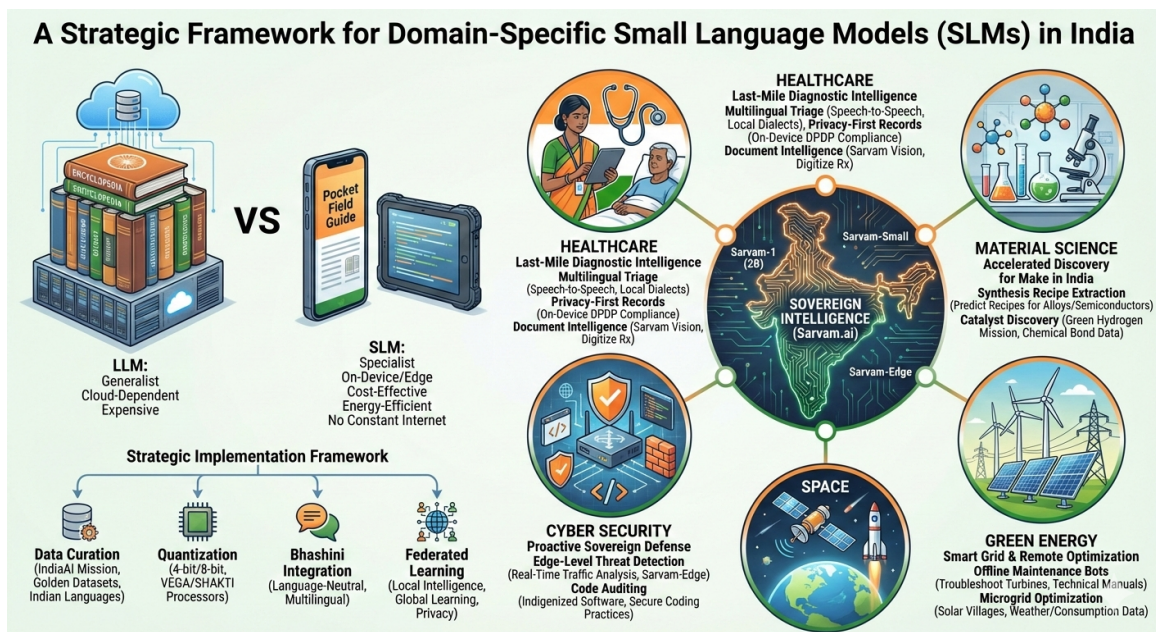 A Strategic Framework for Domain-Specific Small Language Models (SLMs) in India
ENCYCLOPEDIA
VS
Pocket
Field
Guide
LLM:
Generalist
Cloud-Dependent
Expensive
SLM:
Specialist
On-Device/Edge
Cost-Effective
Energy-Efficient
No Constant Internet
Strategic Implementation Framework
Data Curation
(IndiaAI Mission,
Golden Datasets,
Indian Languages)
Quantization
(4-bit/8-bit,
VEGA/SHAKTI
Processors)
Bhashini
Integration
(Language-Neutral,
Multilingual)
Federated
Learning
(Local Intelligence,
Global Learning,
Privacy)
HEALTHCARE
Last-Mile Diagnostic Intelligence
Multilingual Triage (Speech-to-Speech,
Local Dialects), Privacy-First Records
(On-Device DPDP Compliance)
Document Intelligence (Sarvam Vision,
Digitize Rx)
HEALTHCARE
Last-Mile Diagnostic Intelligence
Multilingual Triage
(Speech-to-Speech, Local Dialects)
Privacy-First Records
(On-Device DPDP Compliance)
Document Intelligence (Sarvam Vision,
Digitize Rx)
Sarvam-1
(2B)
Sarvam-Small
SOVEREIGN
INTELLIGENCE
(Sarvam.ai)
Sarvam-Edge
MATERIAL SCIENCE
Accelerated Discovery
for Make in India
Synthesis Recipe Extraction
(Predict Recipes for Alloys/Semiconductors)
Catalyst Discovery (Green Hydrogen
Mission, Chemical Bond Data)
CYBER SECURITY
Proactive Sovereign Defense
Edge-Level Threat Detection
(Real-Time Traffic Analysis, Sarvam-Edge)
Code Auditing
(Indigenized Software, Secure Coding
Practices)
SPACE
GREEN ENERGY
Smart Grid & Remote Optimization
Offline Maintenance Bots
(Troubleshoot Turbines, Technical Manuals)
Microgrid Optimization
(Solar Villages, Weather/Consumption Data)